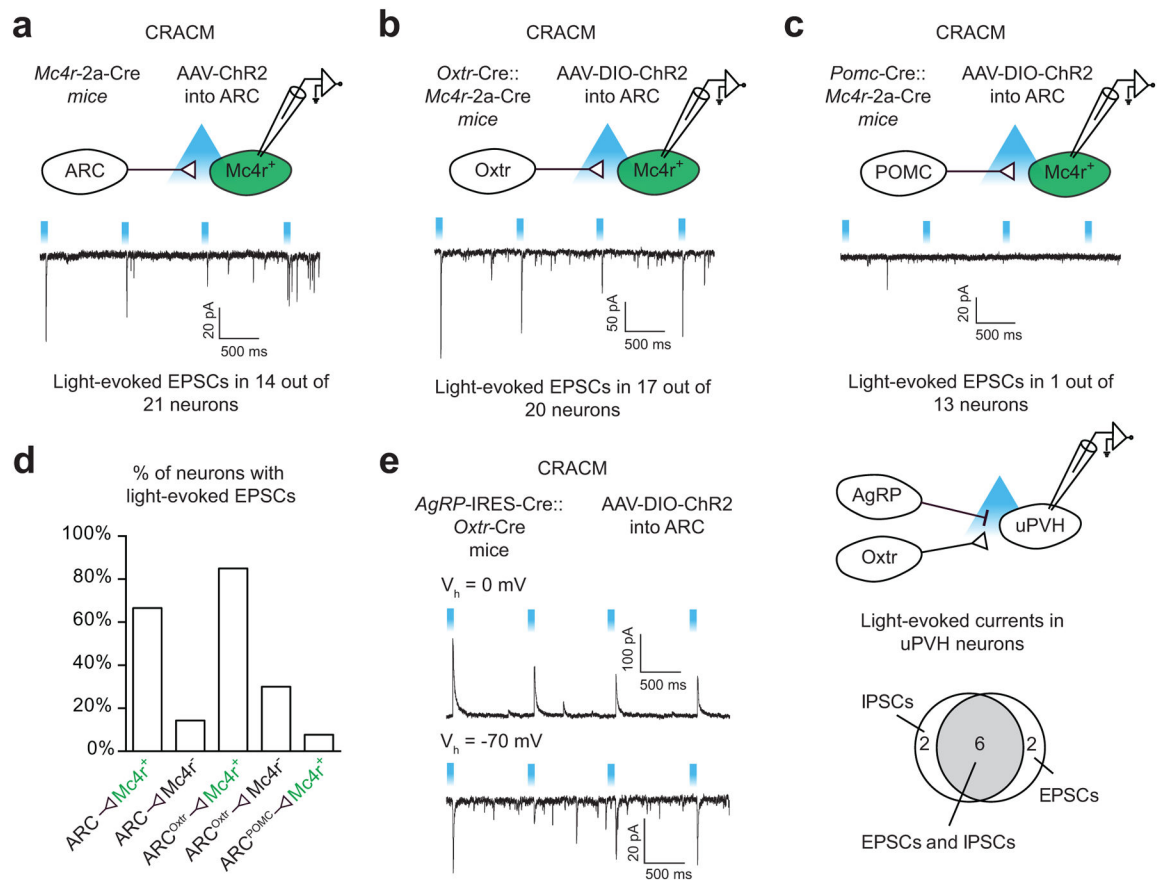 a
CRACM
Mc4r-2a-Cre
mice
AAV-ChR2
into ARC
ARC
Mc4r+
20 pA
500 ms
Light-evoked EPSCs in 14 out of
21 neurons
b
CRACM
Oxtr-Cre::
Mc4r-2a-Cre
mice
AAV-DIO-ChR2
into ARC
Oxtr
Mc4r+
50 pA
500 ms
Light-evoked EPSCs in 17 out of
20 neurons
c
CRACM
Pomc-Cre::
Mc4r-2a-Cre
mice
AAV-DIO-ChR2
into ARC
POMC
Mc4r+
20 pA
500 ms
Light-evoked EPSCs in 1 out of
13 neurons
d
% of neurons with
light-evoked EPSCs
100%
80%
60%
40%
20%
0%
ARC Mc4r+
ARC Mc4r-
ARCOxtr Mc4r+
ARCOxtr Mc4r-
ARCPOMC Mc4r+
e
CRACM
AgRP-IRES-Cre::
Oxtr-Cre
mice
AAV-DIO-ChR2
into ARC
Vh = 0 mV
100 pA
500 ms
Vh = -70 mV
20 pA
500 ms
AgRP
Oxtr
uPVH
Light-evoked currents in
uPVH neurons
IPSCs
2
6
2
EPSCs
EPSCs and IPSCs